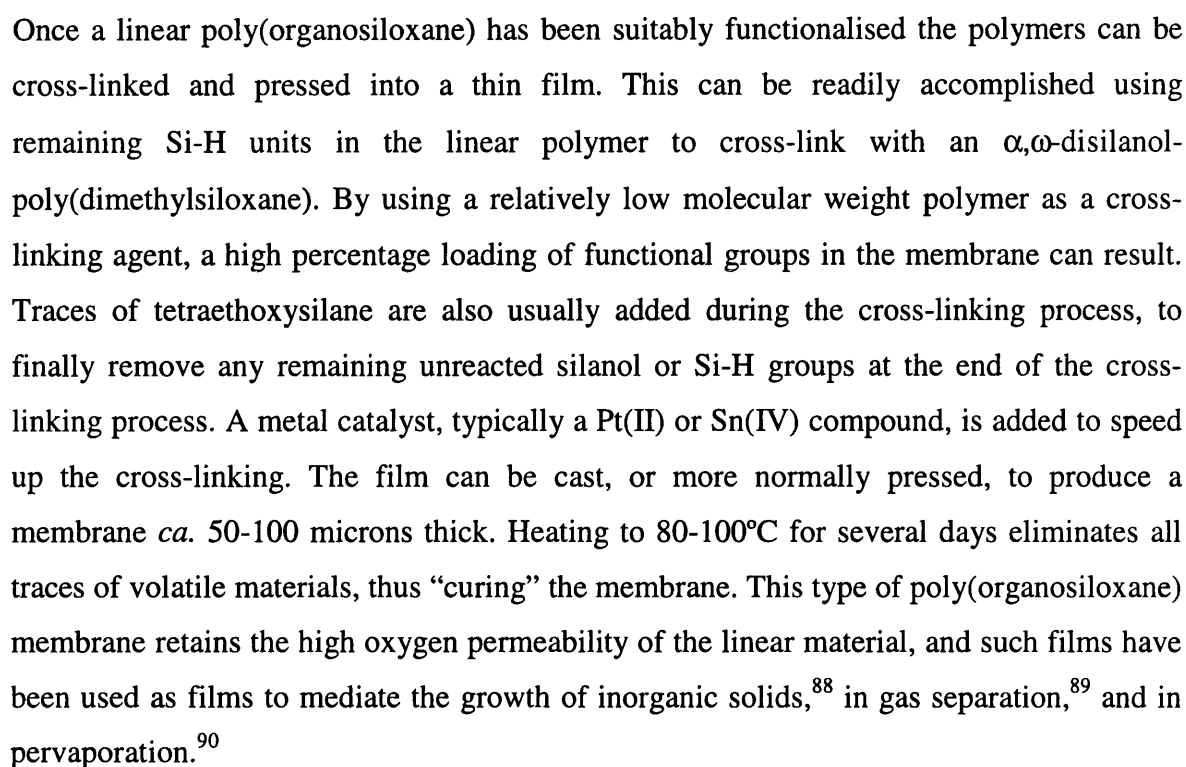 Once a linear poly(organosiloxane) has been suitably functionalised the polymers can be
cross-linked and pressed into a thin film. This can be readily accomplished using
remaining Si-H units in the linear polymer to cross-link with an α,ω-disilanol-
poly(dimethylsiloxane). By using a relatively low molecular weight polymer as a cross-
linking agent, a high percentage loading of functional groups in the membrane can result.
Traces of tetraethoxysilane are also usually added during the cross-linking process, to
finally remove any remaining unreacted silanol or Si-H groups at the end of the cross-
linking process. A metal catalyst, typically a Pt(II) or Sn(IV) compound, is added to speed
up the cross-linking. The film can be cast, or more normally pressed, to produce a
membrane ca. 50-100 microns thick. Heating to 80-100ºC for several days eliminates all
traces of volatile materials, thus “curing” the membrane. This type of poly(organosiloxane)
membrane retains the high oxygen permeability of the linear material, and such films have
been used as films to mediate the growth of inorganic solids,⁸⁸ in gas separation,⁸⁹ and in
pervaporation.⁹⁰